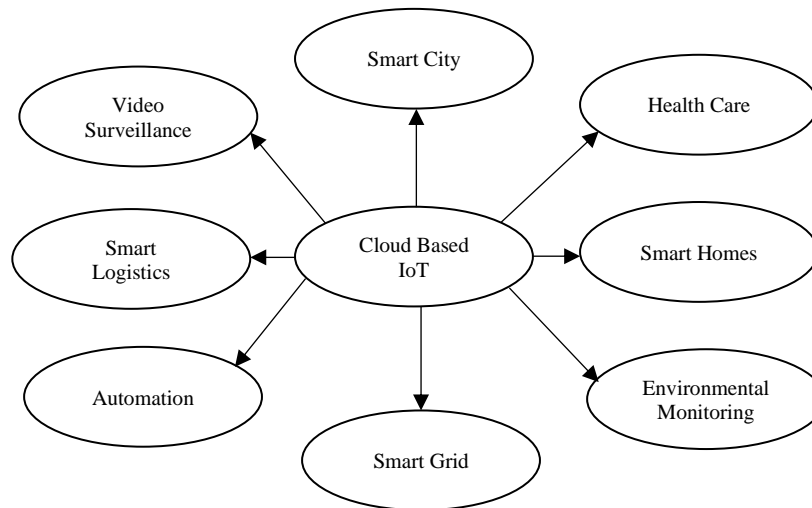 Smart City
Video
Surveillance
Health Care
Smart
Logistics
Cloud Based
IoT
Smart Homes
Automation
Environmental
Monitoring
Smart Grid